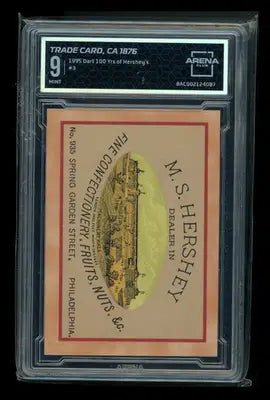 TRADE CARD, CA 1876
9
MINT
1995 Dart 100 Yrs of Hershey's
#3
ARENA
CLUB
M. S. HERSHEY
DEALER IN
FINE CONFECTIONERY, FRUITS, NUTS, &c.
No. 935 SPRING GARDEN STREET, PHILADELPHIA.